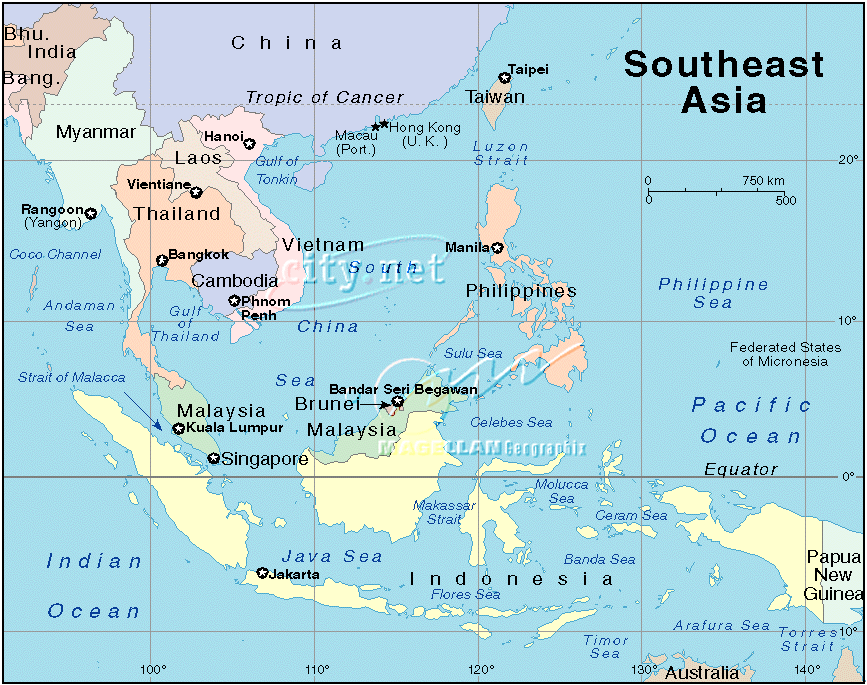 Bhu.
India
Bang.
China
Taipei
Southeast
Asia
Taiwan
Tropic of Cancer
Myanmar
Hanoi
Macau
(Port.)
Hong Kong
(U. K. )
Laos
Gulf of
Tonkin
Luzon
Strait
20°
0
750 km
0
500
Vientiane
Thailand
Rangoon
(Yangon)
Coco Channel
Bangkok
Vietnam
city.net
South
Manila
Cambodia
Philippines
Philippine
Sea
Andaman
Sea
Gulf
of
Thailand
Phnom
Penh
China
10°
Sulu Sea
Federated States
of Micronesia
Strait of Malacca
Sea
Bandar Seri Begawan
Brunei
Malaysia
Kuala Lumpur
Malaysia
MAGELLAN Geographix
Celebes Sea
Pacific
Ocean
Singapore
Equator
0°
Makassar
Strait
Molucca
Sea
Ceram Sea
Indian
Ocean
Java Sea
Banda Sea
Papua
New
Guinea
Jakarta
Indonesia
Flores Sea
Arafura Sea
Torres
Strait
10°
Timor
Sea
Australia
100°
110°
120°
130°
140°